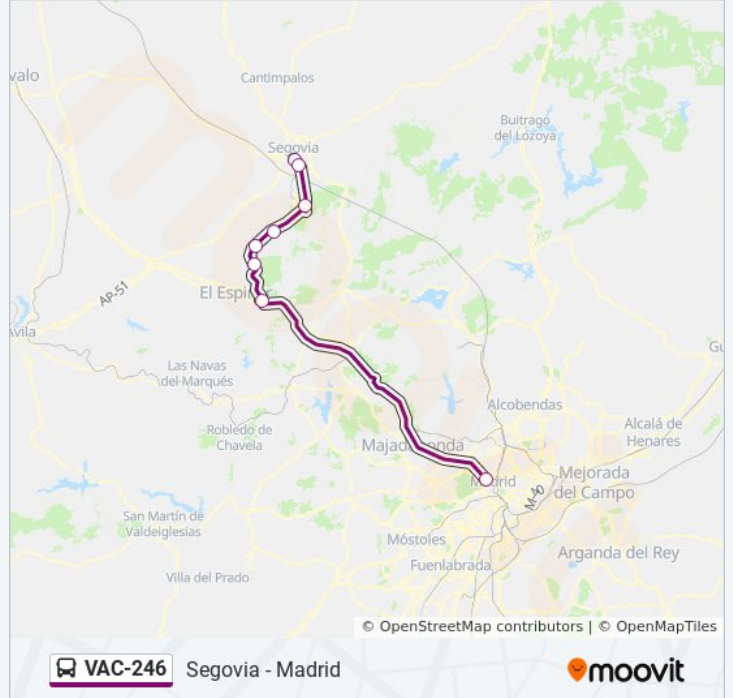 valo
Cantimpalos
Buitrago
del Lozoya
Segovia
AP-51
El Espinar
Ávila
Las Navas
del Marqués
Gu
Alcobendas
Robledo de
Chavela
Alcalá de
Henares
Majadahonda
Madrid
M-40
Mejorada
del Campo
San Martín de
Valdeiglesias
Móstoles
Arganda del Rey
Fuenlabrada
Villa del Prado
© OpenStreetMap contributors | © OpenMapTiles
VAC-246 Segovia - Madrid
moovit